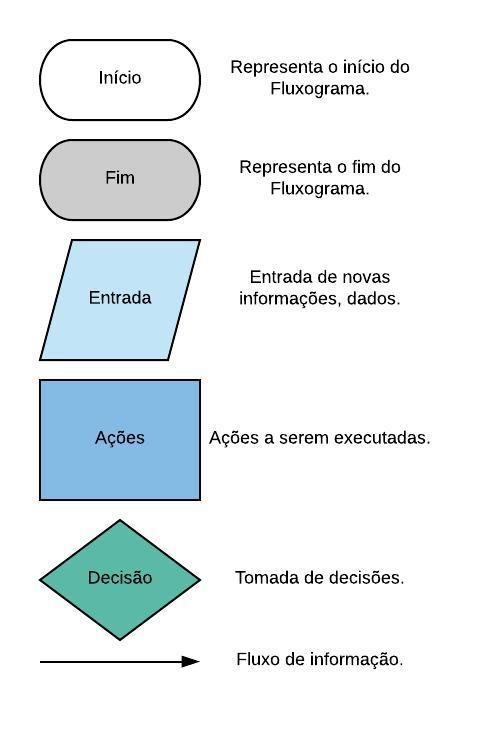 Início
Representa o início do
Fluxograma.
Fim
Representa o fim do
Fluxograma.
Entrada
Entrada de novas
informações, dados.
Ações
Ações a serem executadas.
Decisão
Tomada de decisões.
Fluxo de informação.